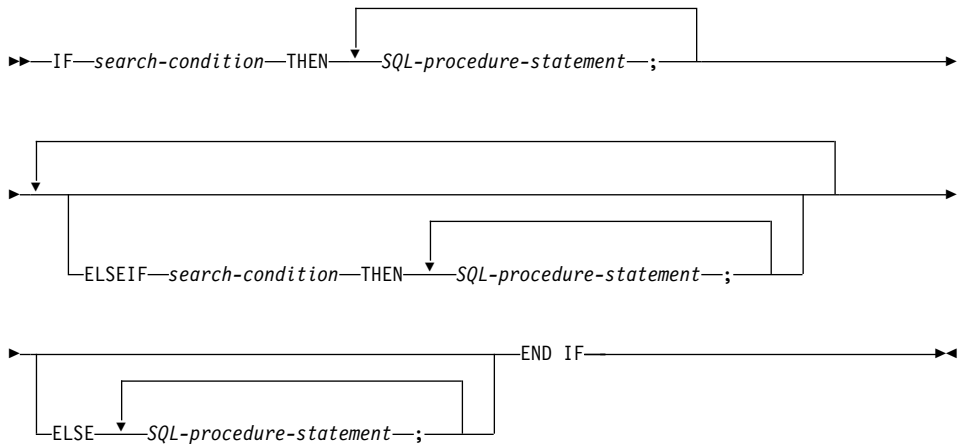 IF search-condition THEN SQL-procedure-statement ;
ELSEIF search-condition THEN SQL-procedure-statement ;
END IF
ELSE SQL-procedure-statement ;